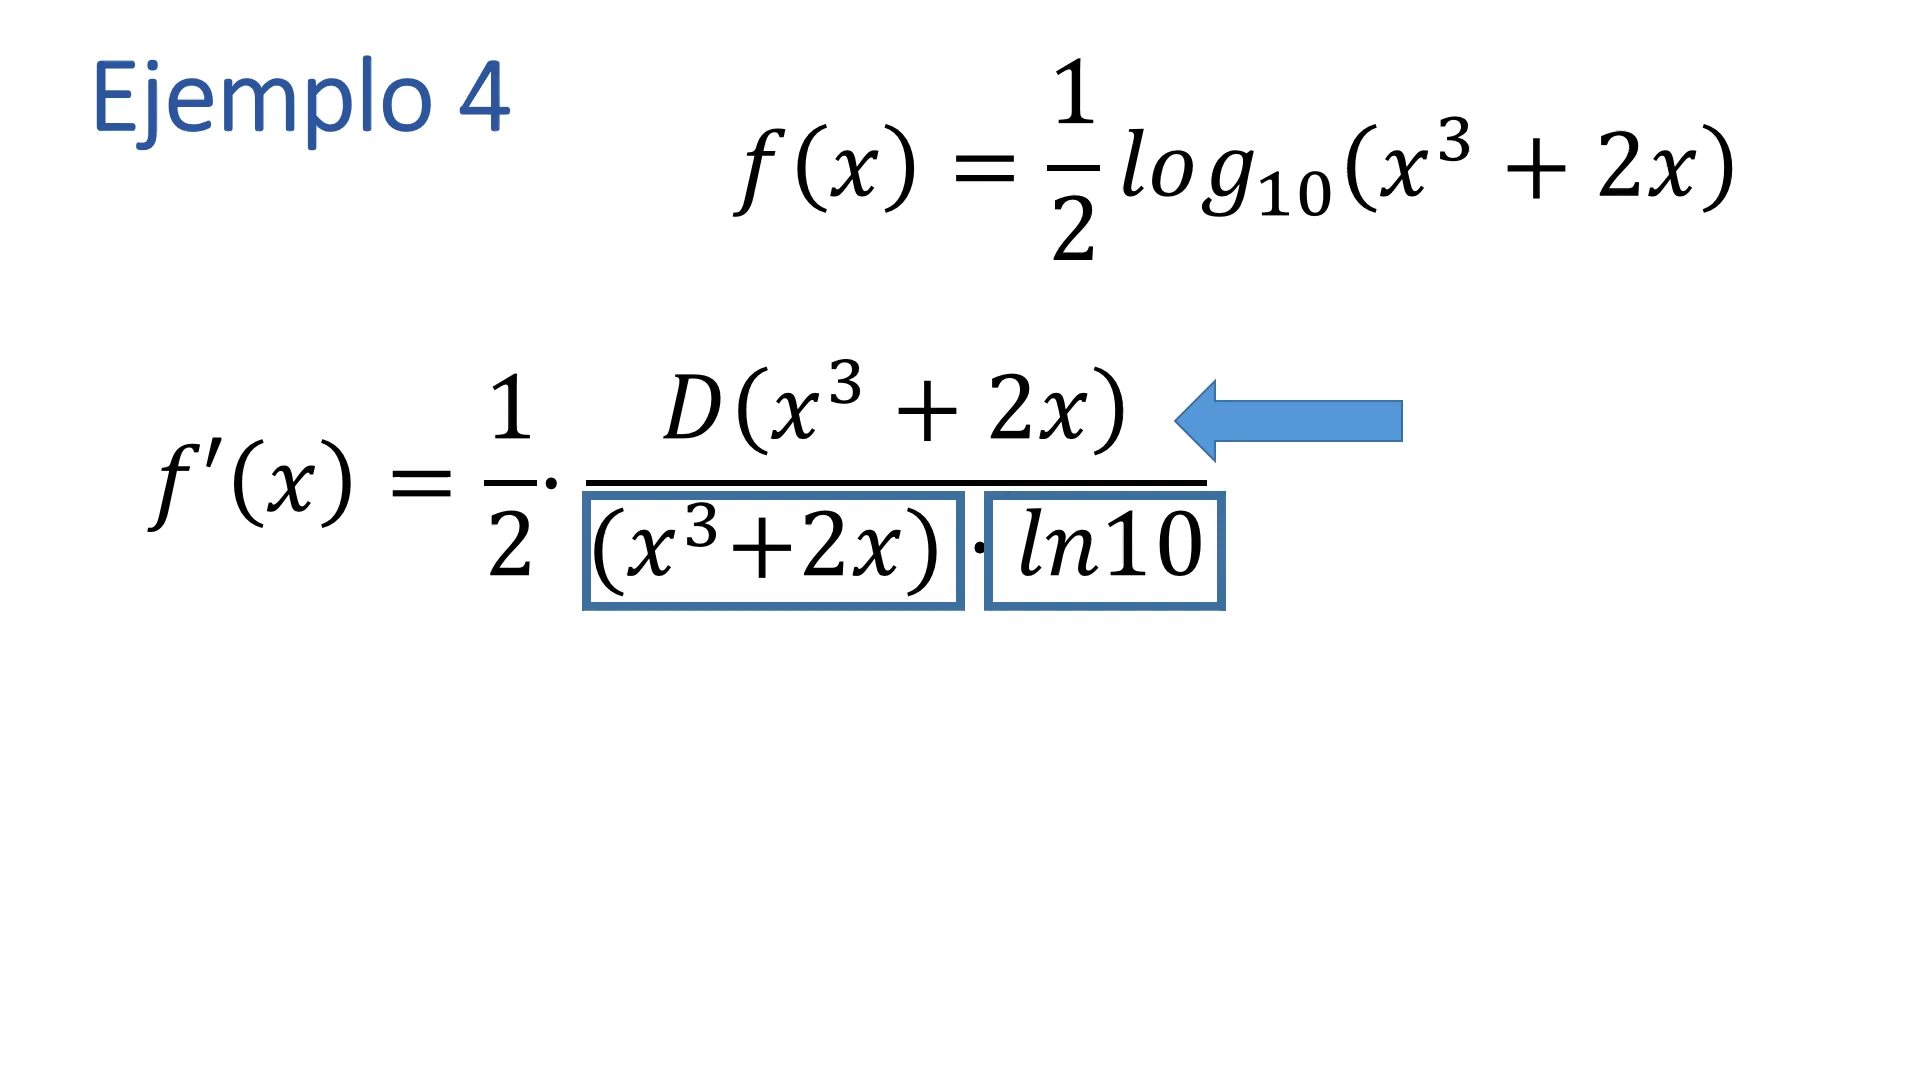 Ejemplo 4
f(x) = 1/2 log₁₀(x³ + 2x)
f′(x) = 1/2 · D(x³ + 2x) / (x³+2x) · ln10